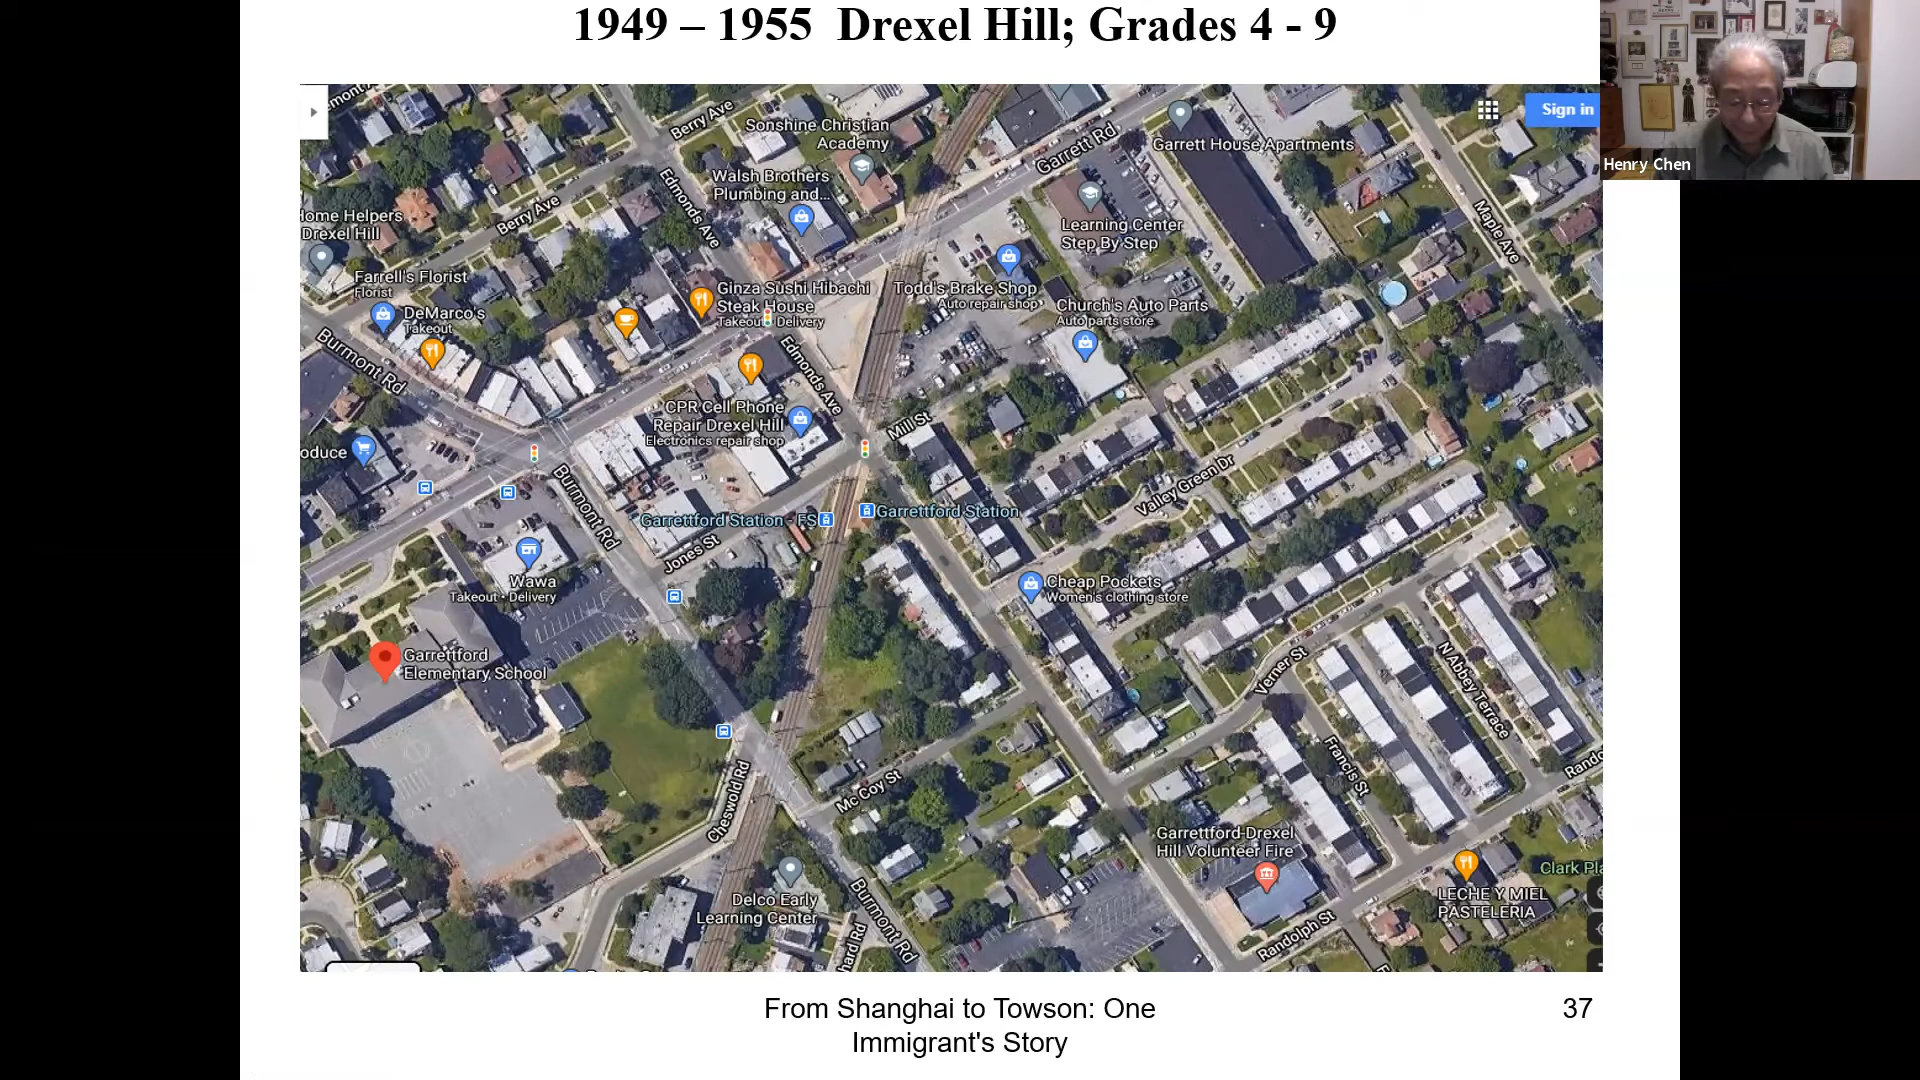 1949 – 1955  Drexel Hill; Grades 4 - 9
Sign in
Henry Chen
Berry Ave
Sonshine Christian
Academy
Garrett Rd
Garrett House Apartments
Walsh Brothers
Plumbing and...
Edmonds Ave
Berry Ave
Home Helpers
Drexel Hill
Learning Center
Step By Step
Maple Ave
Farrell's Florist
Florist
DeMarco's
Takeout
Ginza Sushi Hibachi
Steak House
Takeout Delivery
Todd's Brake Shop
Auto repair shop
Church's Auto Parts
Auto parts store
Burmont Rd
Edmonds Ave
CPR Cell Phone
Repair Drexel Hill
Electronics repair shop
Mill St
oduce
Valley Green Dr
Burmont Rd
Garrettford Station - FS
Garrettford Station
Jones St
Wawa
Takeout • Delivery
Cheap Pockets
Women's clothing store
Garrettford
Elementary School
Verner St
N Abbey Terrace
Francis St
Mc Coy St
Cheswold Rd
Rando
Garrettford-Drexel
Hill Volunteer Fire
Clark Pla
LECHE Y MIEL
PASTELERIA
Delco Early
Learning Center
Burmont Rd
hard Rd
Randolph St
From Shanghai to Towson: One
Immigrant's Story
37